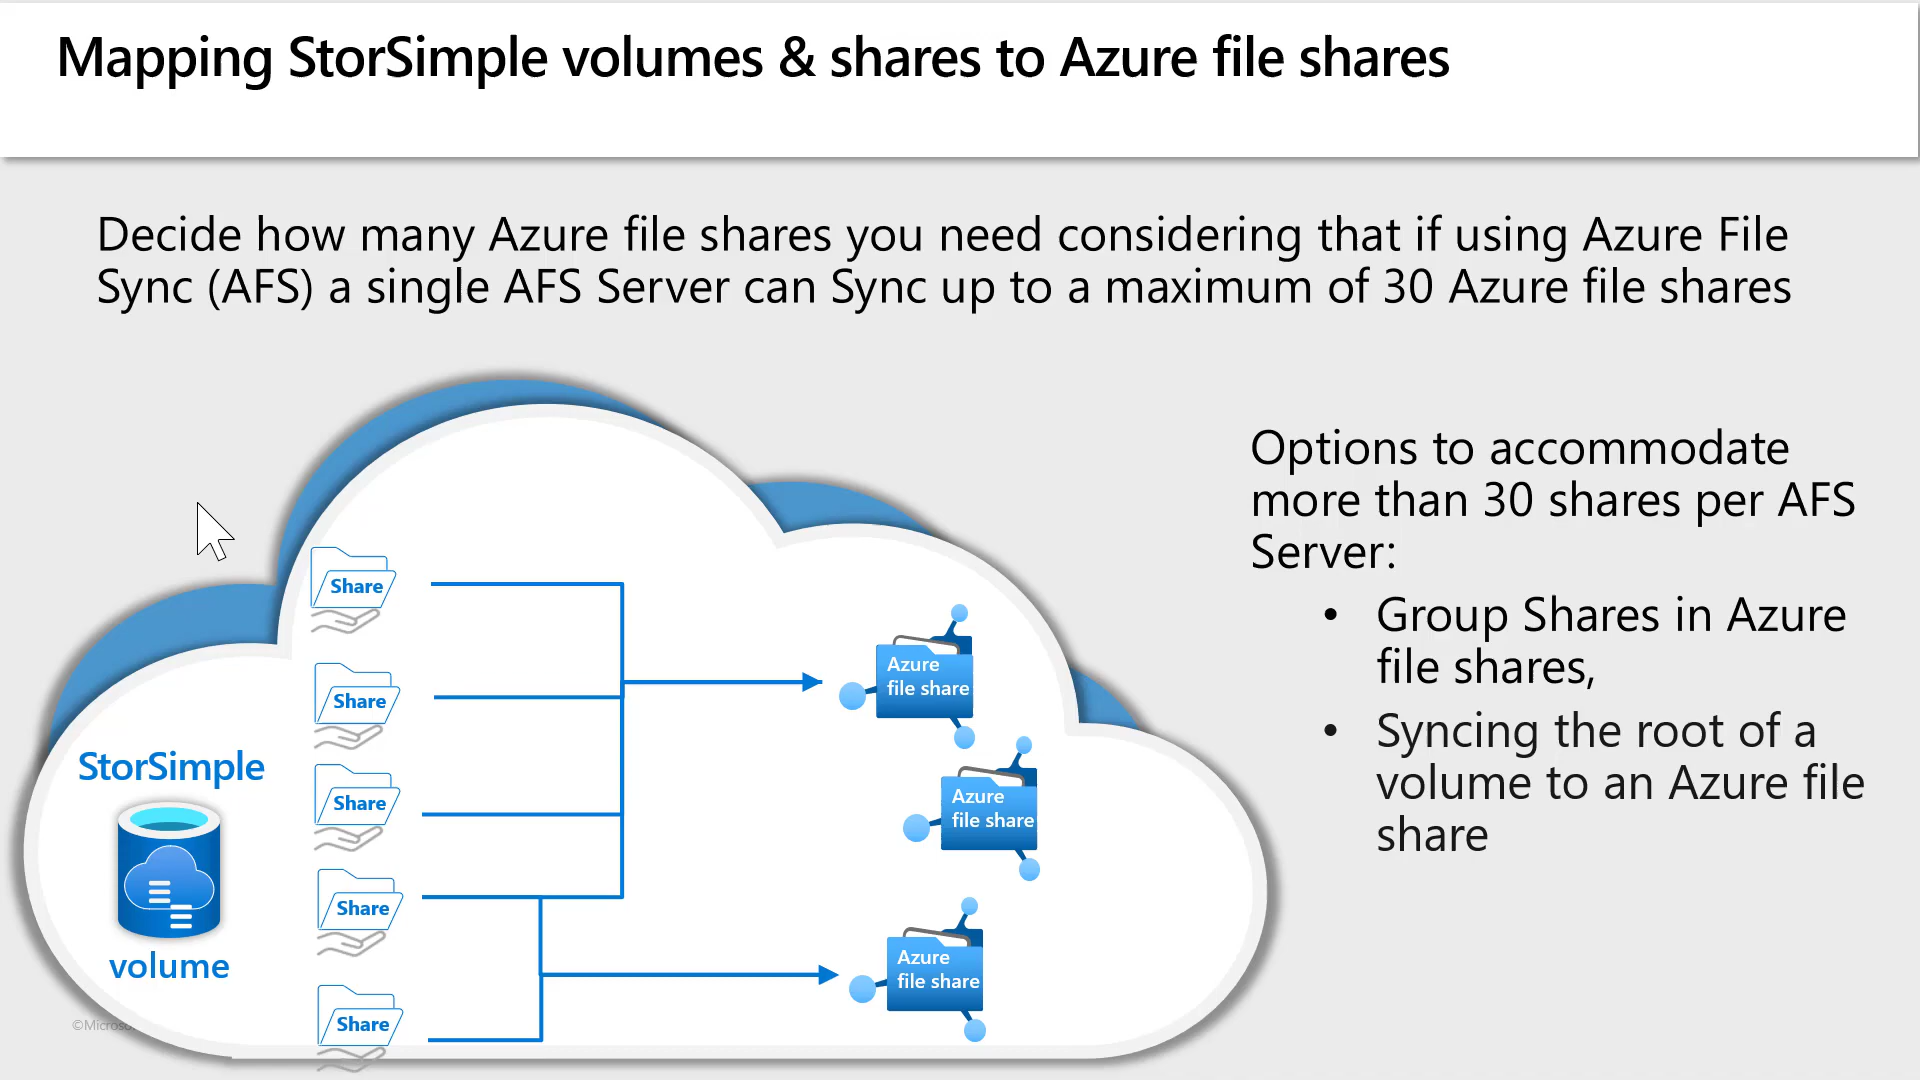 Mapping StorSimple volumes & shares to Azure file shares
Decide how many Azure file shares you need considering that if using Azure File
Sync (AFS) a single AFS Server can Sync up to a maximum of 30 Azure file shares
Options to accommodate
more than 30 shares per AFS
Server:
• Group Shares in Azure
file shares,
• Syncing the root of a
volume to an Azure file
share
StorSimple
volume
Share
Share
Share
Share
Share
Azure
file share
Azure
file share
Azure
file share